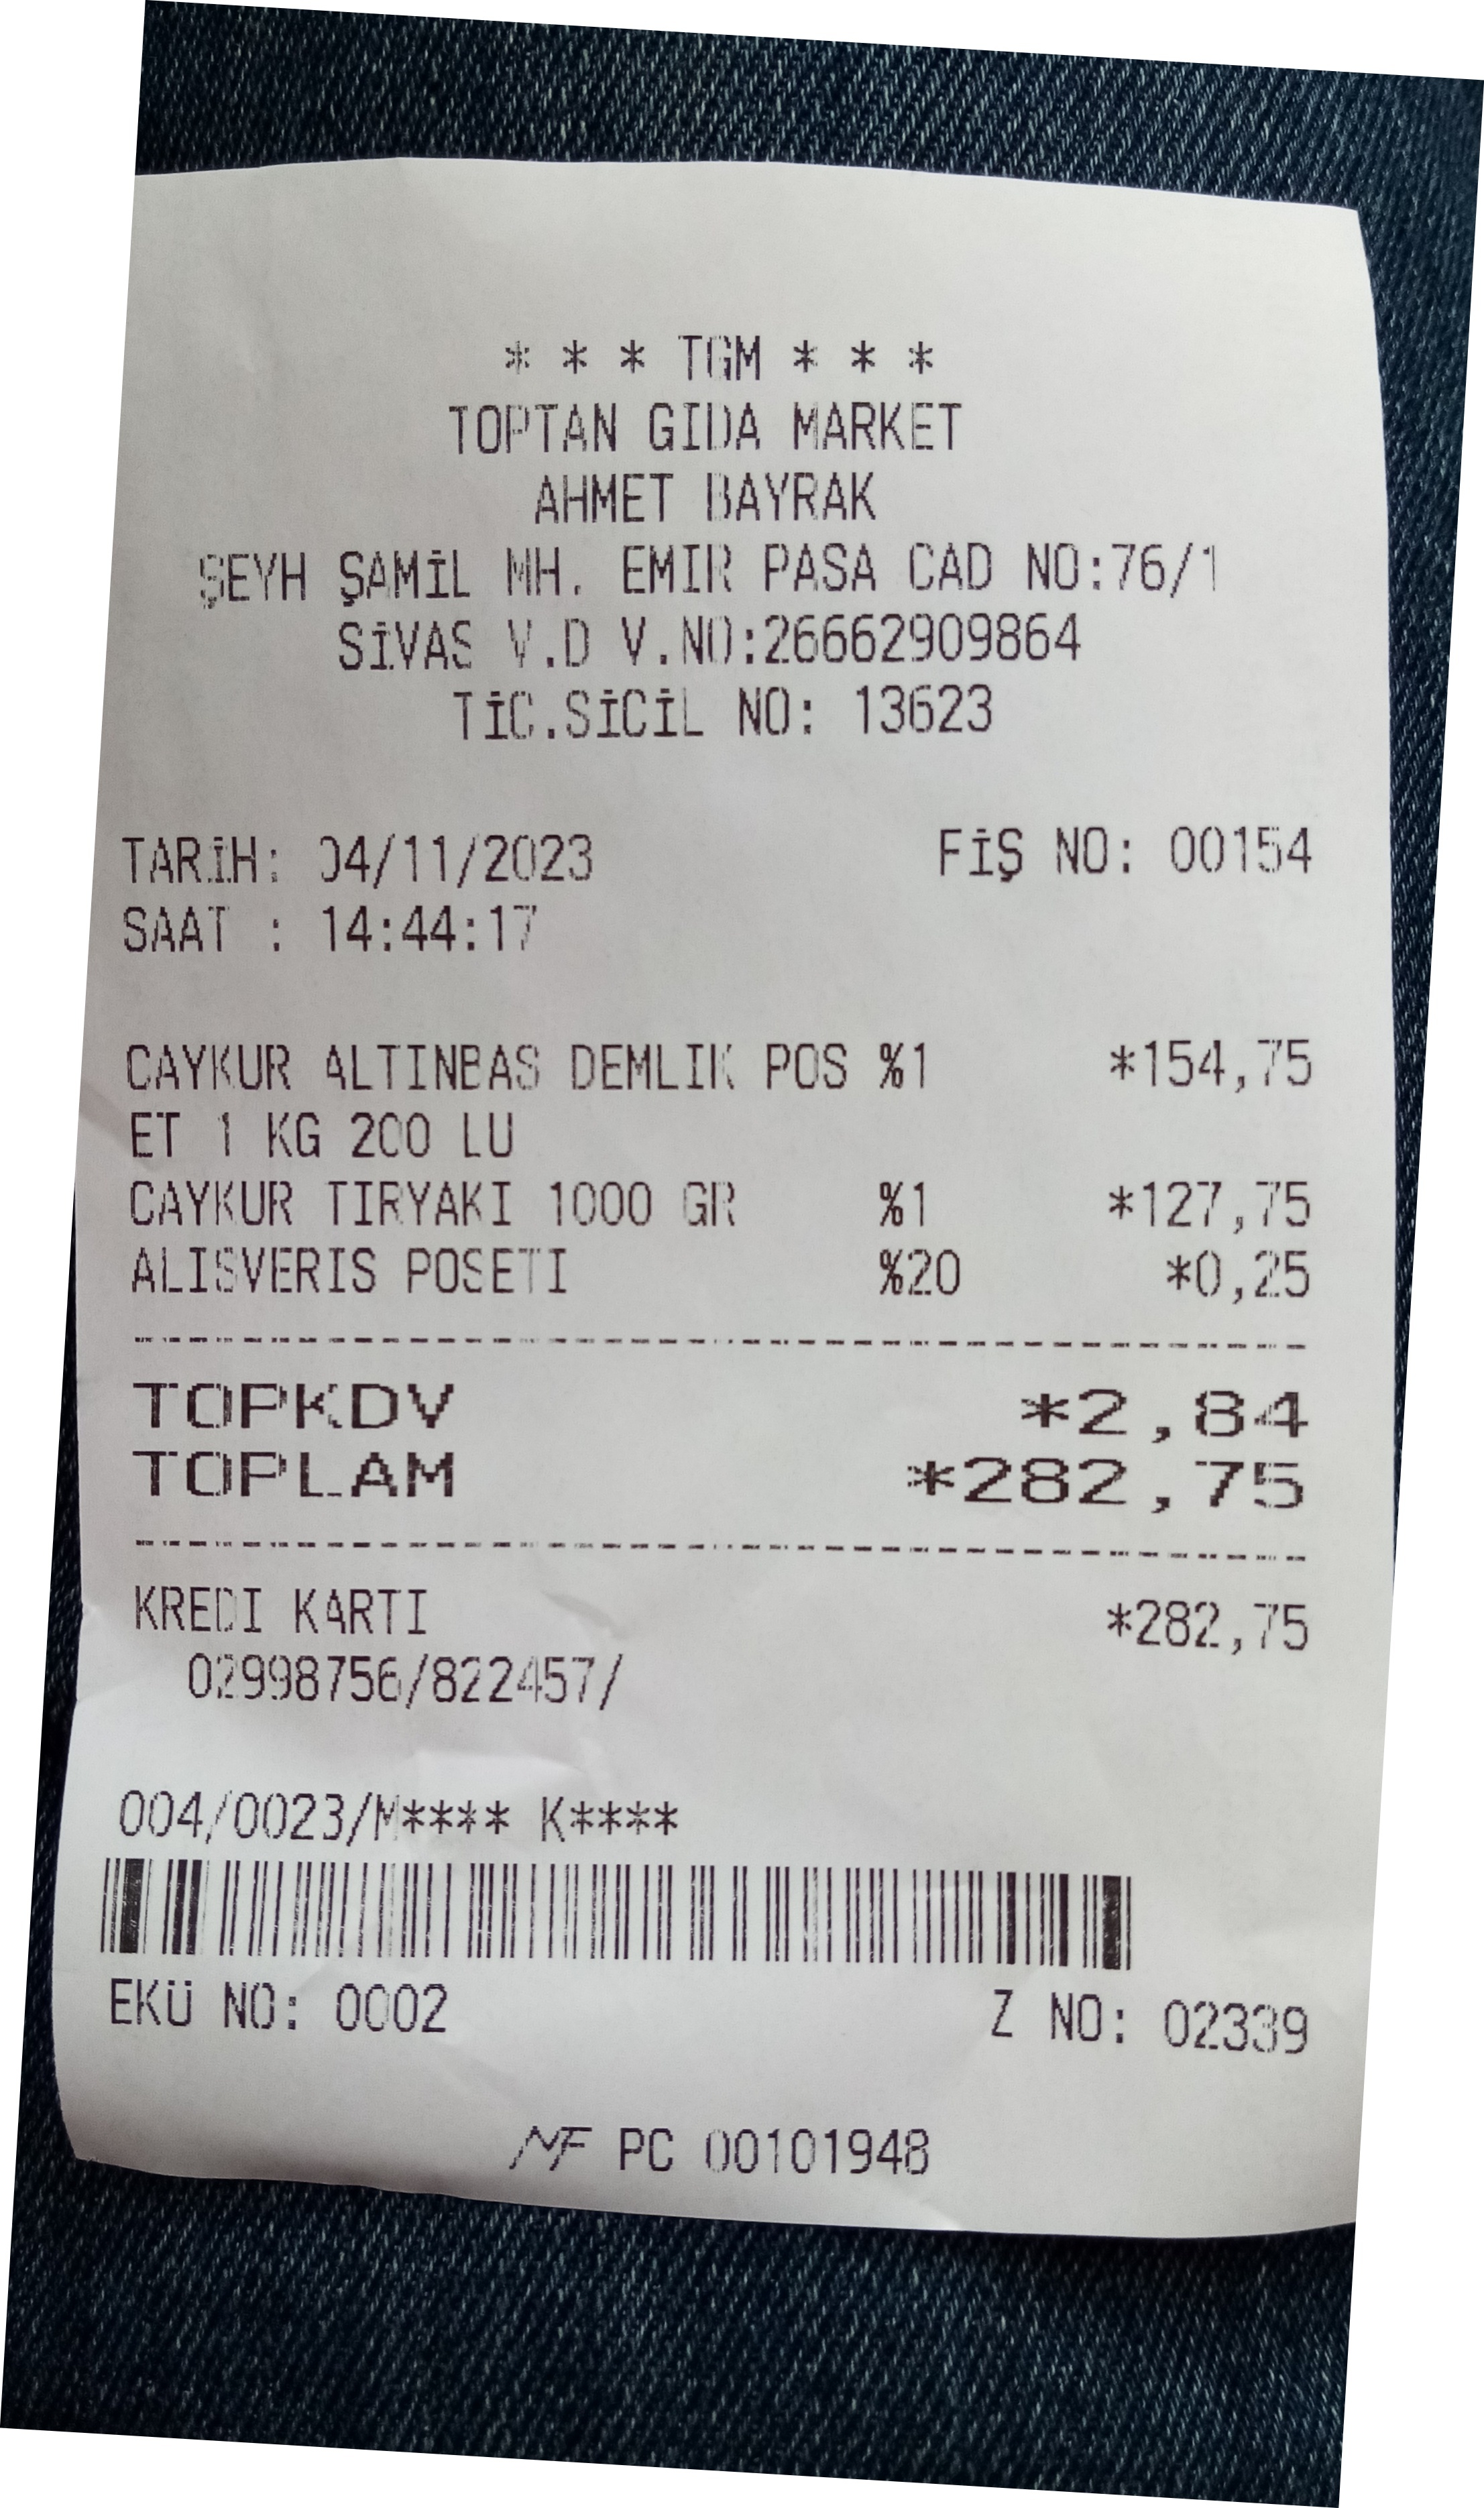 * * * TGM * * *
TOPTAN GIDA MARKET
AHMET BAYRAK
ŞEYH ŞAMİL MH. EMIR PASA CAD NO:76/1
SİVAS V.D V.NO:26662909864
TİC.SİCİL NO: 13623
TARİH: 04/11/2023 FİŞ NO: 00154
SAAT : 14:44:17
CAYKUR ALTINBAS DEMLIK POS %1 *154,75
ET 1 KG 200 LU
CAYKUR TIRYAKI 1000 GR %1 *127,75
ALISVERIS POSETI %20 *0,25
TOPKDV *2,84
TOPLAM *282,75
KREDI KARTI *282,75
02998756/822457/
004/0023/M**** K****
EKÜ NO: 0002 Z NO: 02339
MF PC 00101948